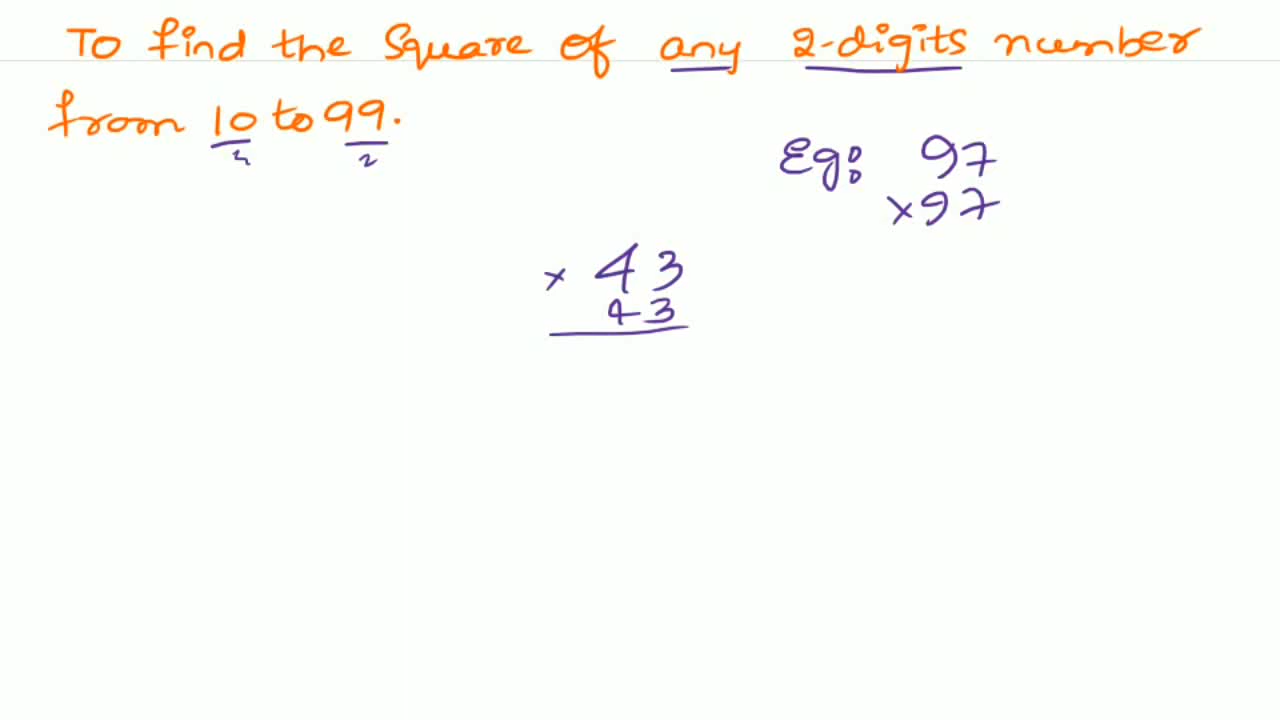 To find the Square of any 2-digits number
from 10 to 99.
Eg: 97
×97
× 43
43